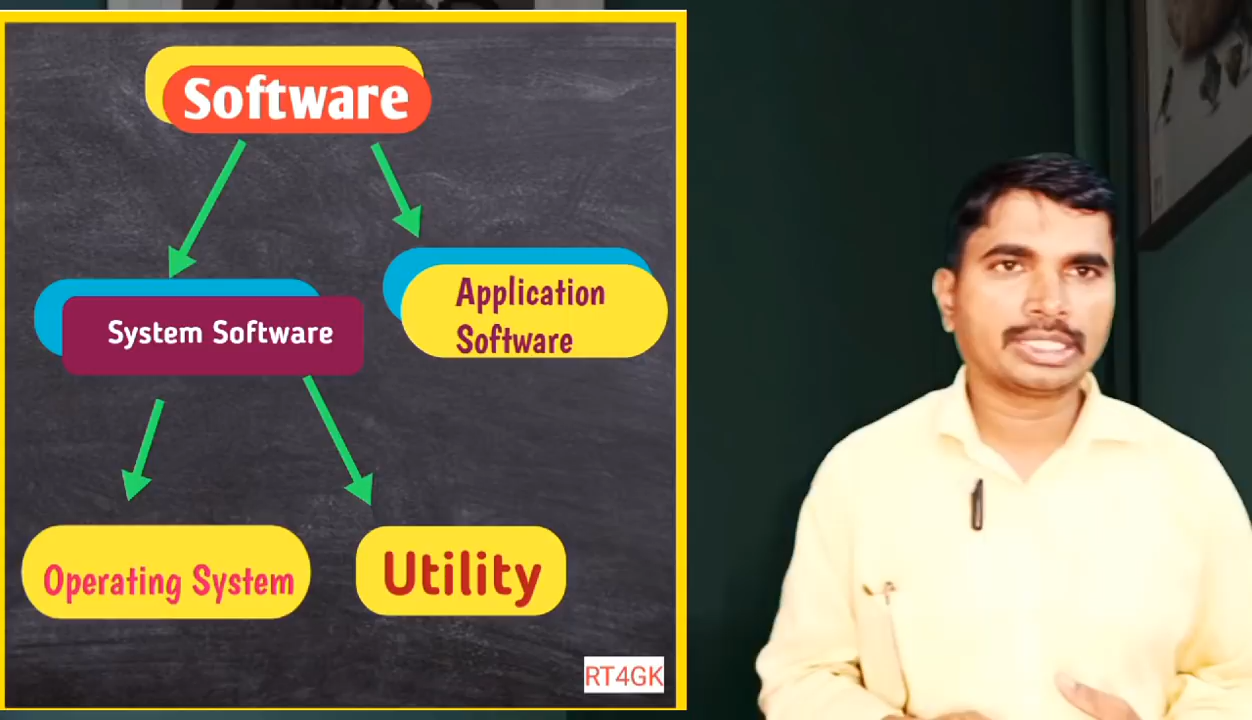 Software
System Software
Application
Software
Operating System
Utility
RT4GK